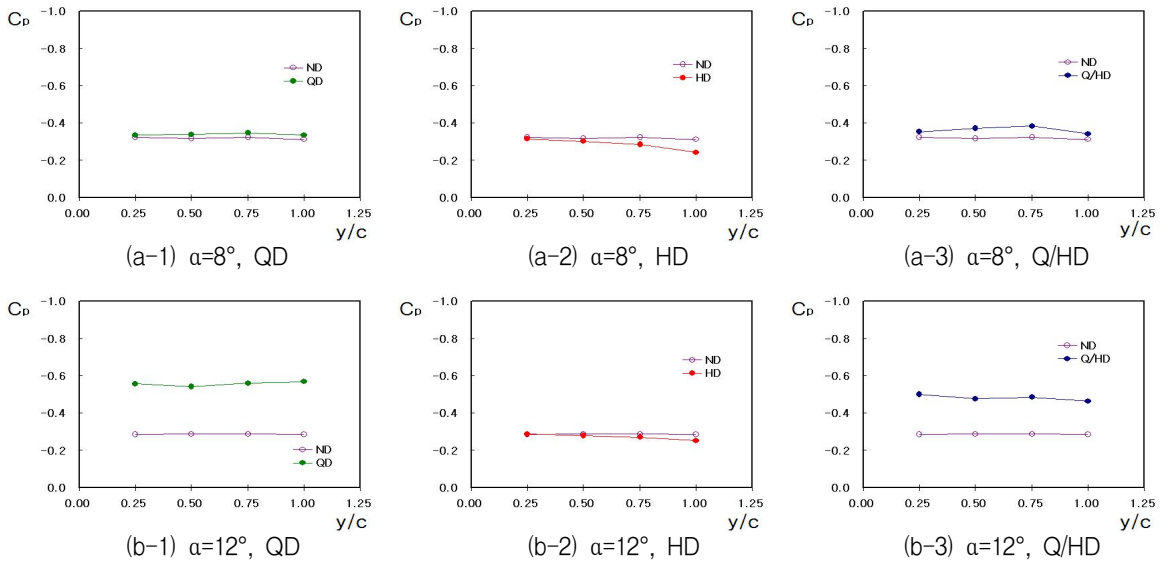 Cp
-1.0
-0.8
-0.6
-0.4
-0.2
0.0
0.00 0.25 0.50 0.75 1.00 1.25
y/c
ND
QD
(a-1) α=8°, QD
Cp
-1.0
-0.8
-0.6
-0.4
-0.2
0.0
0.00 0.25 0.50 0.75 1.00 1.25
y/c
ND
HD
(a-2) α=8°, HD
Cp
-1.0
-0.8
-0.6
-0.4
-0.2
0.0
0.00 0.25 0.50 0.75 1.00 1.25
y/c
ND
Q/HD
(a-3) α=8°, Q/HD
Cp
-1.0
-0.8
-0.6
-0.4
-0.2
0.0
0.00 0.25 0.50 0.75 1.00 1.25
y/c
ND
QD
(b-1) α=12°, QD
Cp
-1.0
-0.8
-0.6
-0.4
-0.2
0.0
0.00 0.25 0.50 0.75 1.00 1.25
y/c
ND
HD
(b-2) α=12°, HD
Cp
-1.0
-0.8
-0.6
-0.4
-0.2
0.0
0.00 0.25 0.50 0.75 1.00 1.25
y/c
ND
Q/HD
(b-3) α=12°, Q/HD